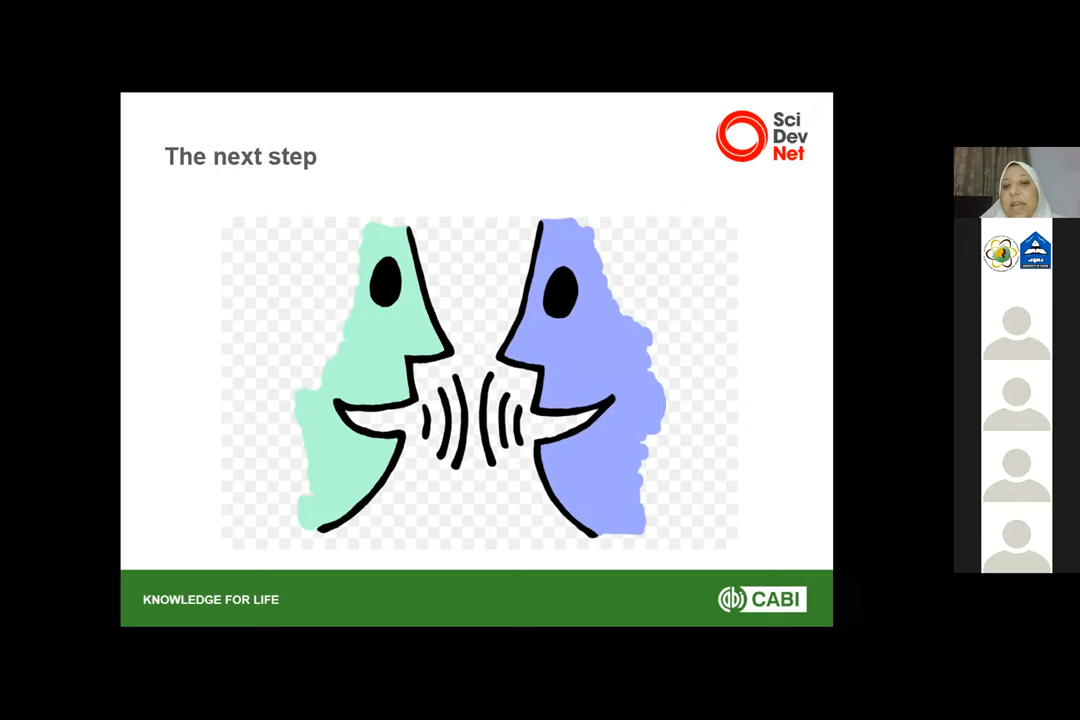 The next step
Sci
Dev
Net
KNOWLEDGE FOR LIFE
CABI